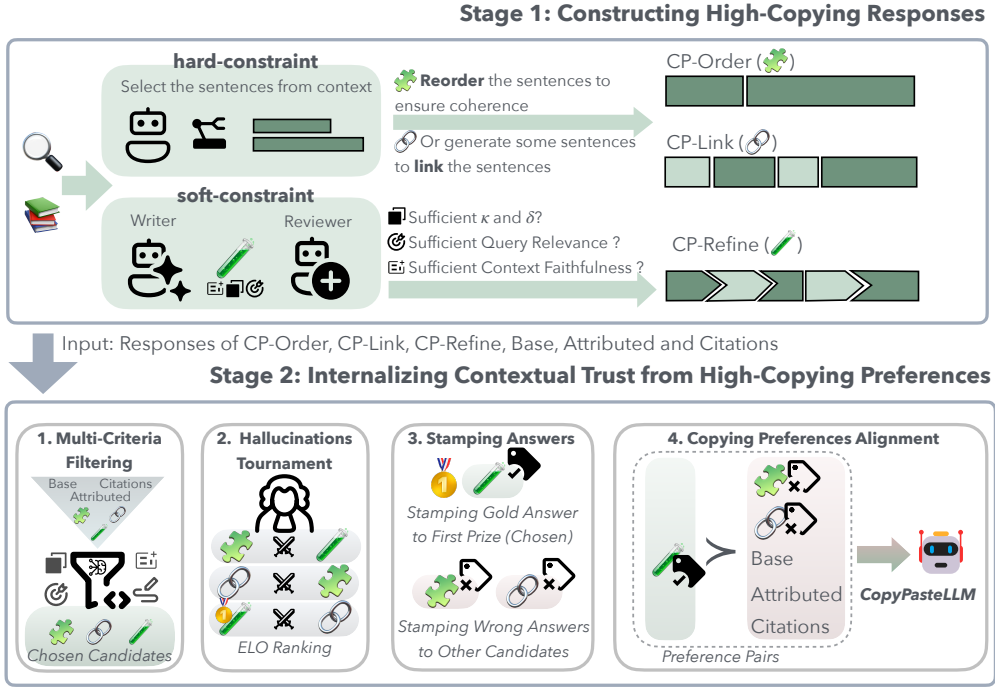 Stage 1: Constructing High-Copying Responses
hard-constraint
Select the sentences from context
Reorder the sentences to
ensure coherence
Or generate some sentences
to link the sentences
CP-Order ( )
CP-Link ( )
soft-constraint
Writer
Reviewer
Sufficient κ and δ?
Sufficient Query Relevance ?
Sufficient Context Faithfulness ?
CP-Refine ( )
Input: Responses of CP-Order, CP-Link, CP-Refine, Base, Attributed and Citations
Stage 2: Internalizing Contextual Trust from High-Copying Preferences
1. Multi-Criteria
Filtering
Base Citations
Attributed
Chosen Candidates
2. Hallucinations
Tournament
1
ELO Ranking
3. Stamping Answers
1
Stamping Gold Answer
to First Prize (Chosen)
Stamping Wrong Answers
to Other Candidates
4. Copying Preferences Alignment
≻
Base
Attributed
Citations
Preference Pairs
CopyPasteLLM